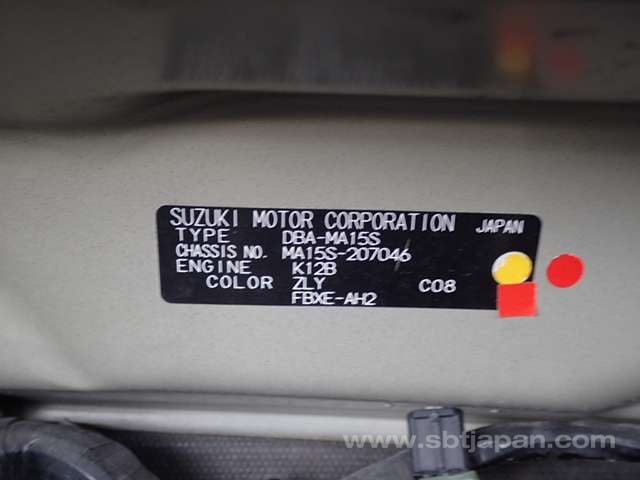 SUZUKI MOTOR CORPORATION JAPAN
TYPE DBA-MA15S
CHASSIS NO. MA15S-207046
ENGINE K12B
COLOR ZLY C08
FBXE-AH2
www.sbtjapan.com